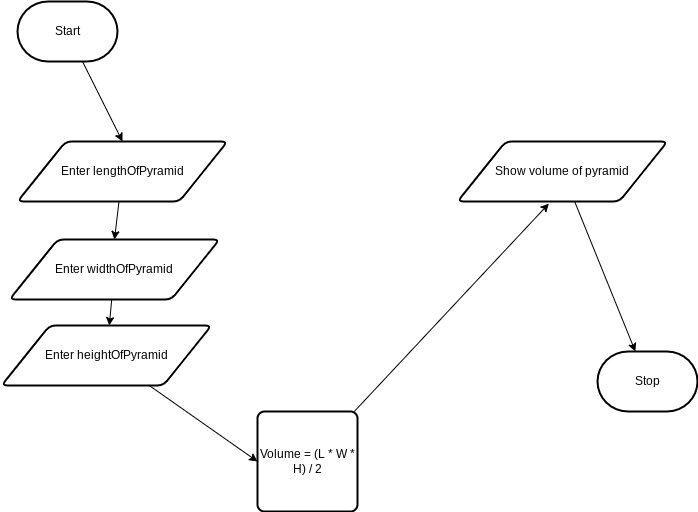 Start
Enter lengthOfPyramid
Enter widthOfPyramid
Enter heightOfPyramid
Volume = (L * W *
H) / 2
Show volume of pyramid
Stop